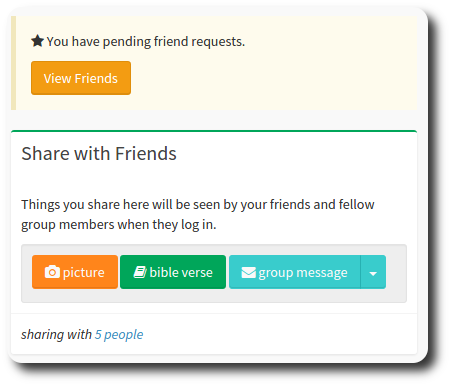 You have pending friend requests.
View Friends
Share with Friends
Things you share here will be seen by your friends and fellow
group members when they log in.
picture bible verse group message
sharing with 5 people